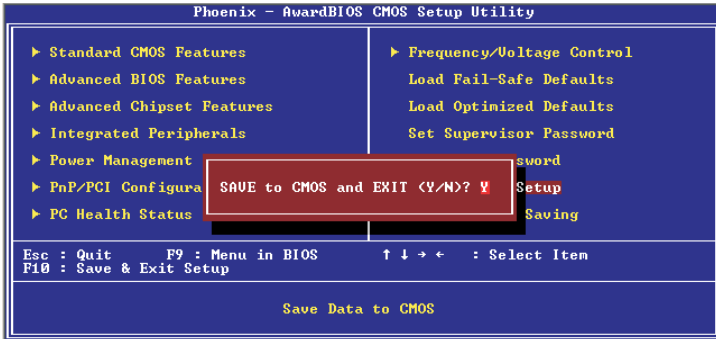 Phoenix - AwardBIOS CMOS Setup Utility
► Standard CMOS Features
► Advanced BIOS Features
► Advanced Chipset Features
► Integrated Peripherals
► Power Management
► PnP/PCI Configura
► PC Health Status
► Frequency/Voltage Control
Load Fail-Safe Defaults
Load Optimized Defaults
Set Supervisor Password
sword
Setup
Saving
SAVE to CMOS and EXIT (Y/N)? Y
Esc : Quit F9 : Menu in BIOS ↑ ↓ → ← : Select Item
F10 : Save & Exit Setup
Save Data to CMOS